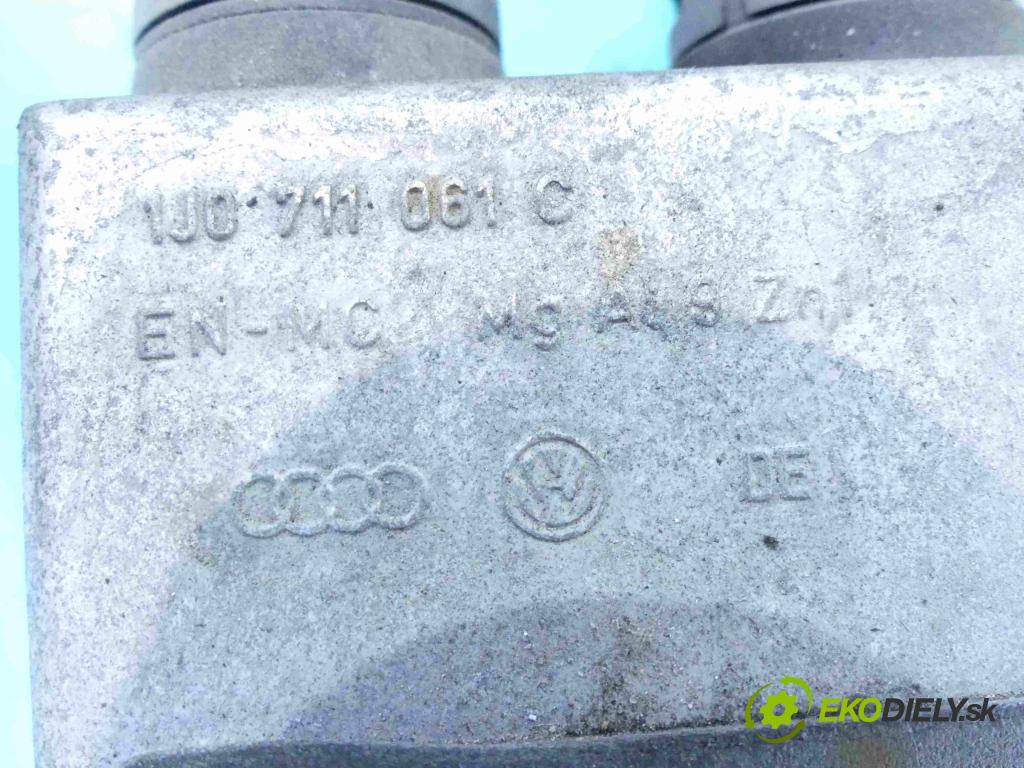 1J0 711 061 C
EN-MC Mg Al 9 Zn1
DE
EKODIELY.sk